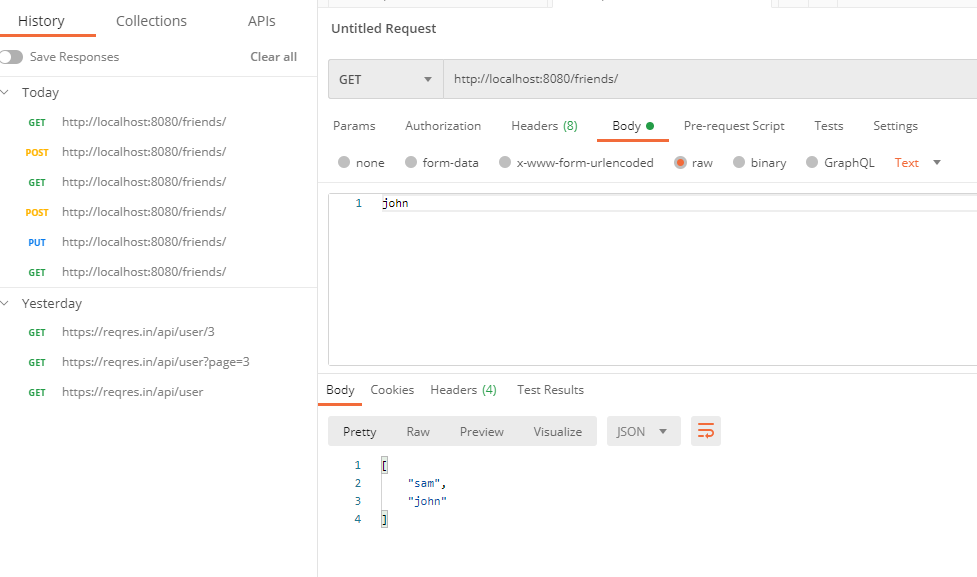 History Collections APIs
Save Responses Clear all
Today
GET http://localhost:8080/friends/
POST http://localhost:8080/friends/
GET http://localhost:8080/friends/
POST http://localhost:8080/friends/
PUT http://localhost:8080/friends/
GET http://localhost:8080/friends/
Yesterday
GET https://reqres.in/api/user/3
GET https://reqres.in/api/user?page=3
GET https://reqres.in/api/user
Untitled Request
GET http://localhost:8080/friends/
Params Authorization Headers (8) Body Pre-request Script Tests Settings
none form-data x-www-form-urlencoded raw binary GraphQL Text
1 john
Body Cookies Headers (4) Test Results
Pretty Raw Preview Visualize JSON
1 [
2 "sam",
3 "john"
4 ]